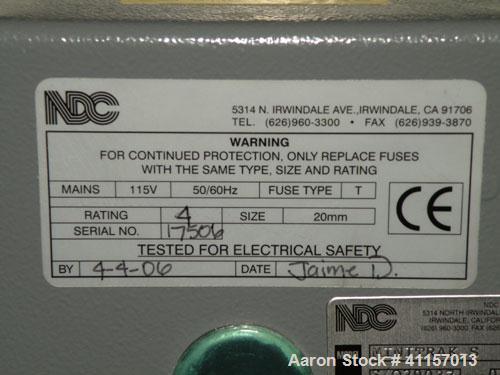 NDC
5314 N. IRWINDALE AVE.,IRWINDALE, CA 91706
TEL. (626)960-3300 • FAX (626)939-3870
WARNING
FOR CONTINUED PROTECTION, ONLY REPLACE FUSES
WITH THE SAME TYPE, SIZE AND RATING
MAINS 115V 50/60Hz FUSE TYPE T
RATING 4 SIZE 20mm
SERIAL NO. 17506
CE
TESTED FOR ELECTRICAL SAFETY
BY 4-4-06 DATE Jaime D.
NDC
5314 NORTH IRWINDALE
IRWINDALE, CALIFOR
(626) 960-3300 FAX (626)
Aaron Stock # 41157013